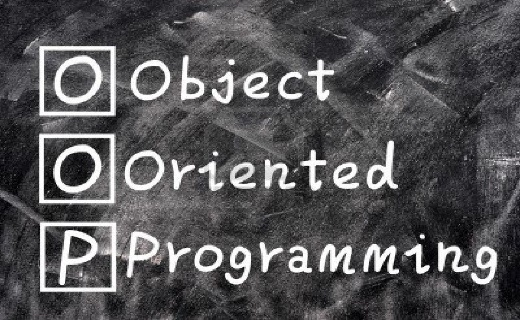 O Object
O Oriented
P Programming